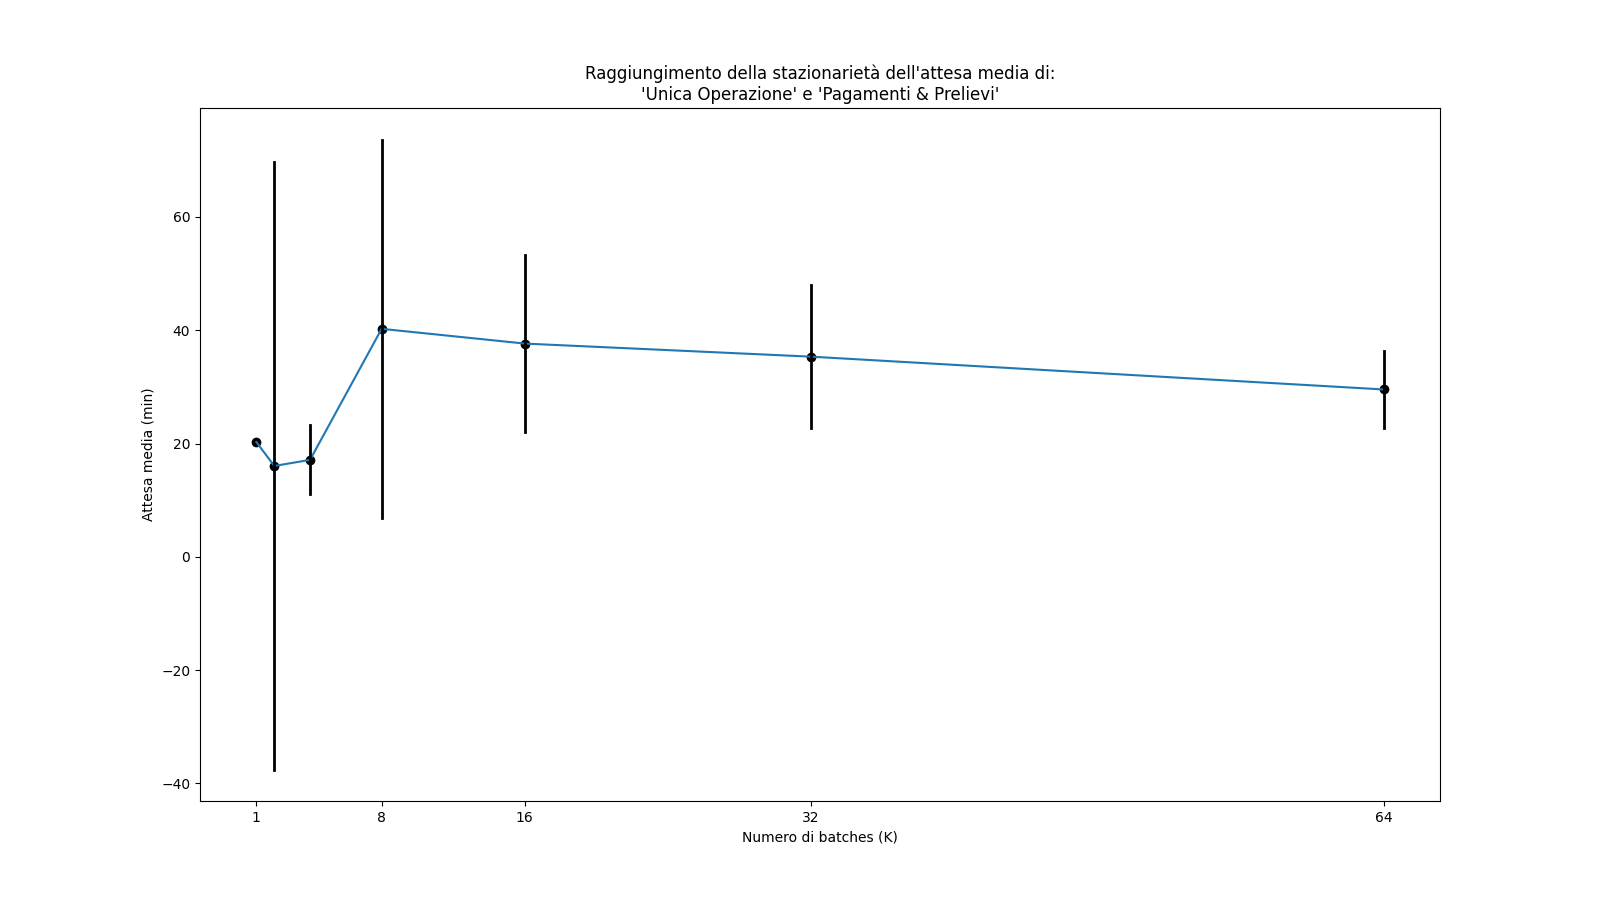 Raggiungimento della stazionarietà dell'attesa media di:
'Unica Operazione' e 'Pagamenti & Prelievi'
Attesa media (min)
60
40
20
0
−20
−40
1 8 16 32 64
Numero di batches (K)